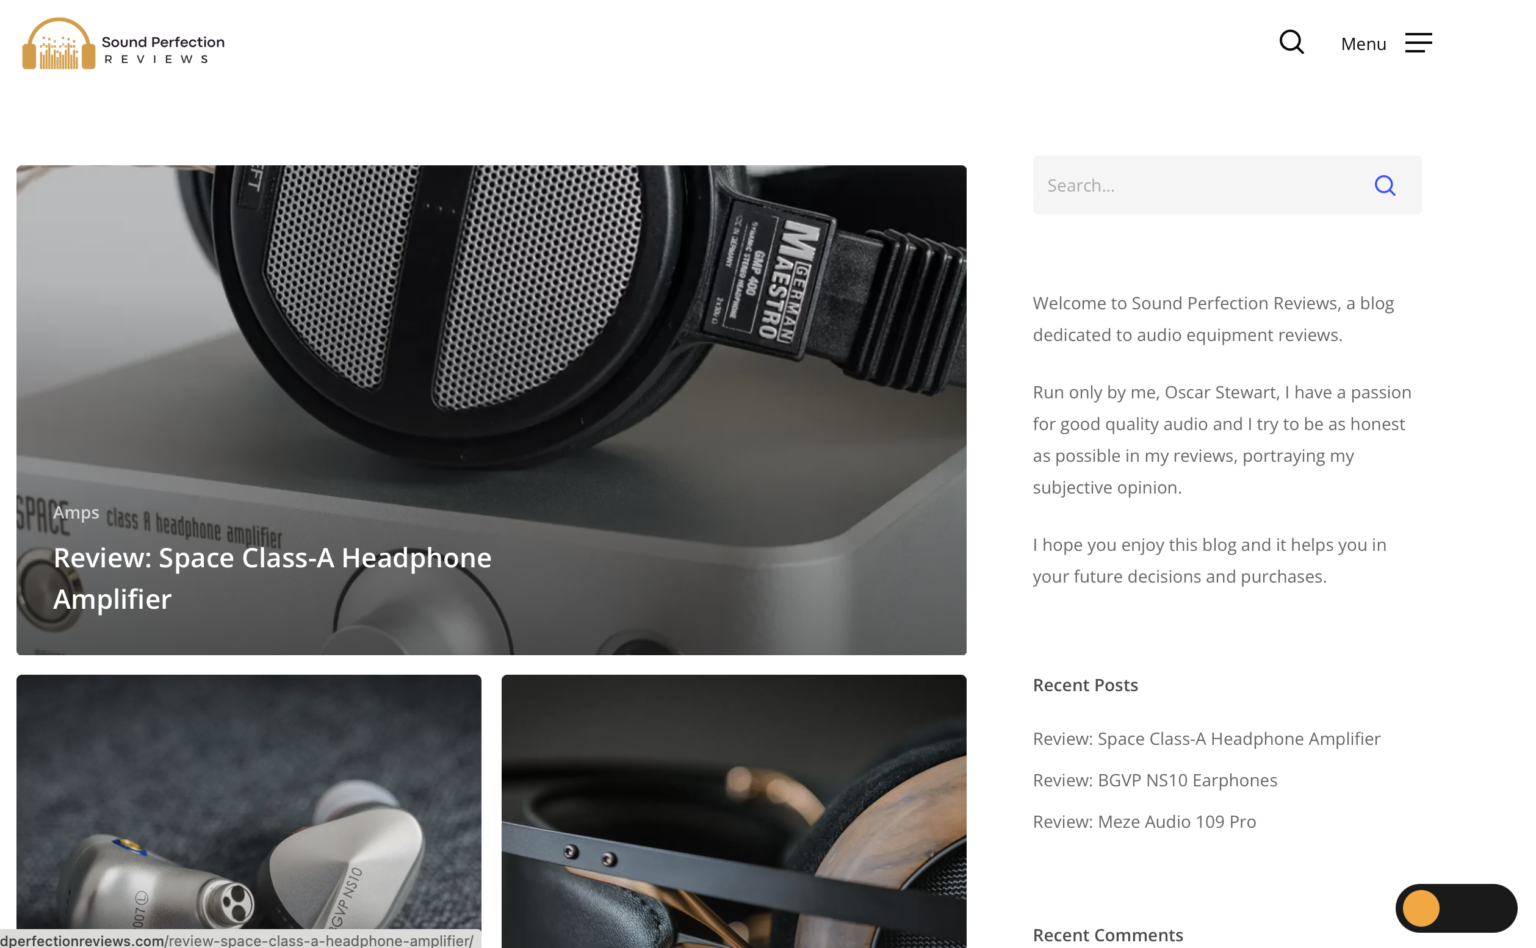 Sound Perfection
REVIEWS
Menu
Search...
LEFT
MAESTRO
GERMAN
GMP 400
DYNAMIC STEREO HEADPHONE
SPACE class A headphone amplifier
Amps
Review: Space Class-A Headphone
Amplifier
Welcome to Sound Perfection Reviews, a blog
dedicated to audio equipment reviews.
Run only by me, Oscar Stewart, I have a passion
for good quality audio and I try to be as honest
as possible in my reviews, portraying my
subjective opinion.
I hope you enjoy this blog and it helps you in
your future decisions and purchases.
Recent Posts
Review: Space Class-A Headphone Amplifier
Review: BGVP NS10 Earphones
Review: Meze Audio 109 Pro
Recent Comments
007 L
BGVP NS10
dperfectionreviews.com/review-space-class-a-headphone-amplifier/